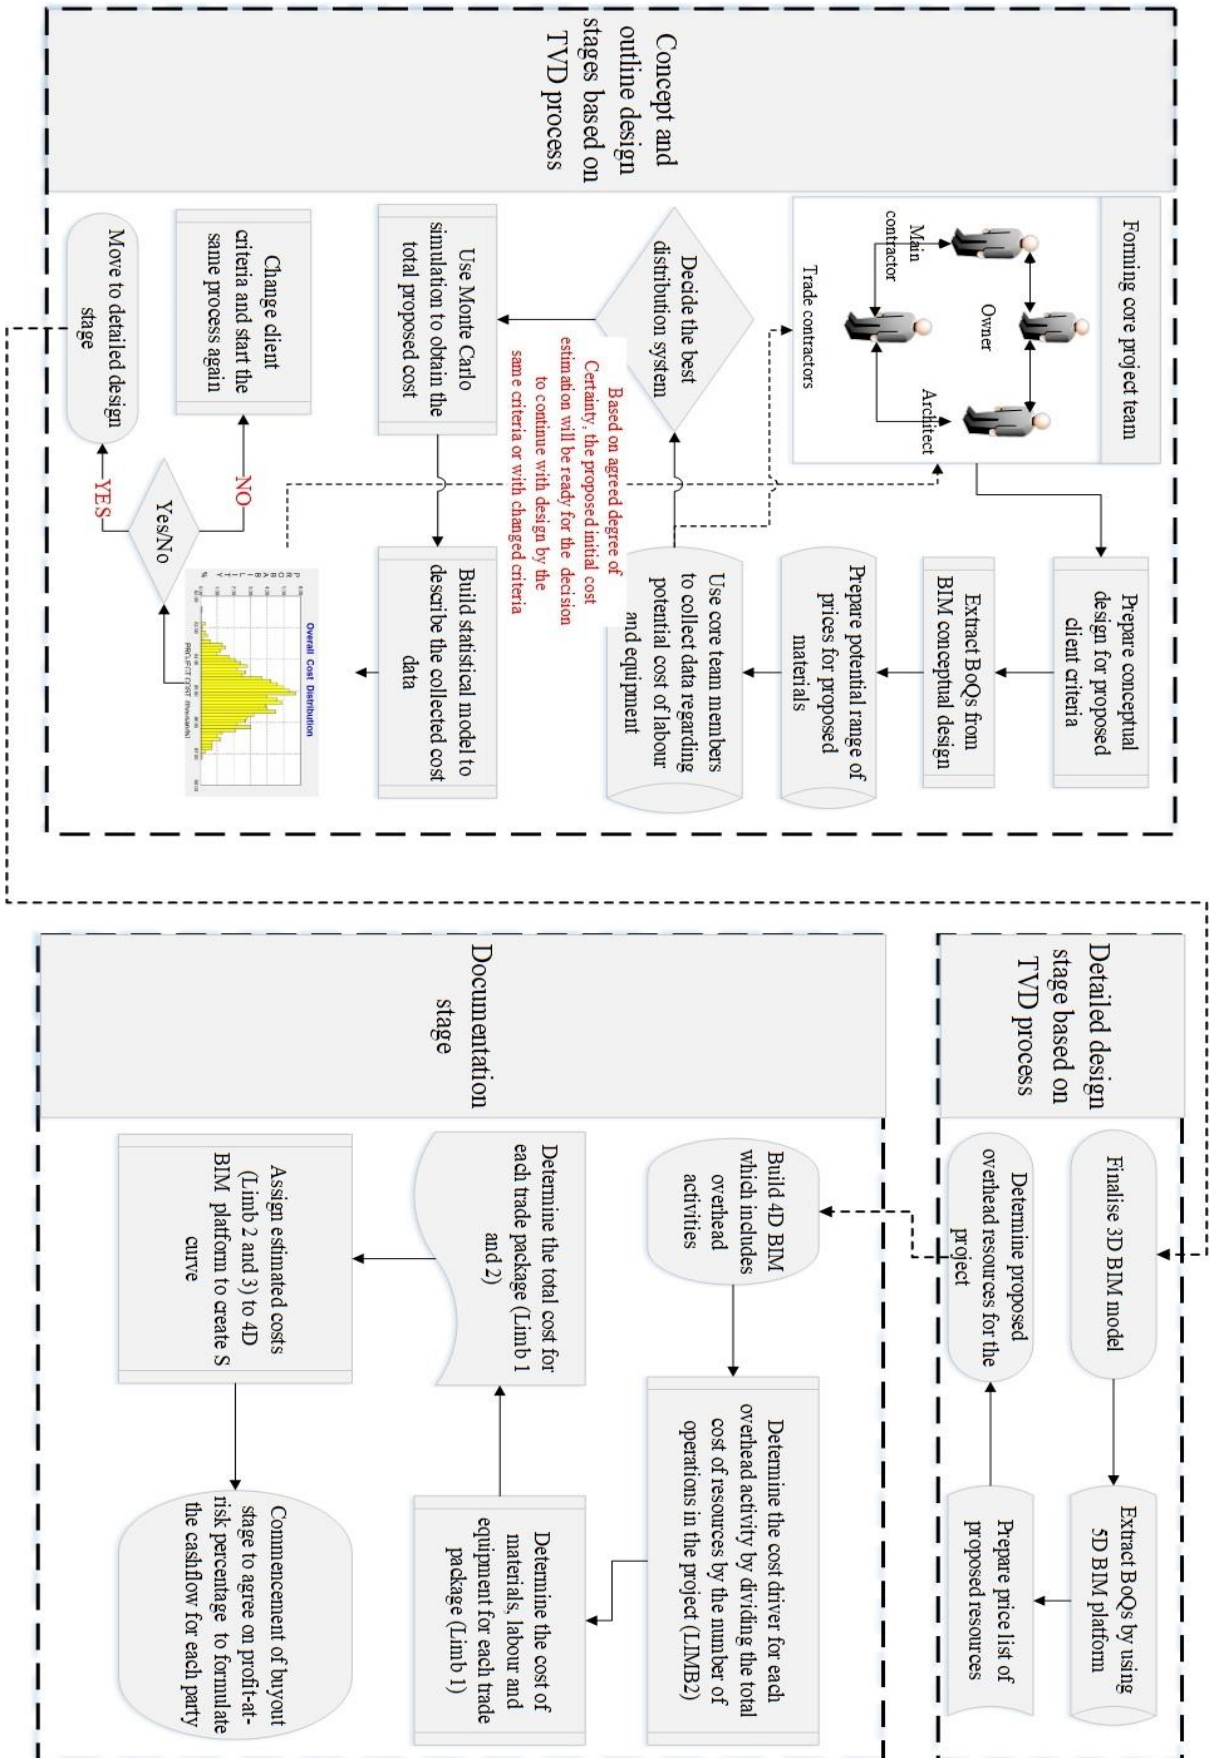 Concept and
outline design
stages based on
TVD process
Forming core project team
Owner
Main
contractor
Architect
Trade contractors
Prepare conceptual
design for proposed
client criteria
Extract BoQs from
BIM conceptual design
Prepare potential range of
prices for proposed
materials
Use core team members
to collect data regarding
potential cost of labour
and equipment
Decide the best
distribution system
Based on agreed degree of
Certainty, the proposed initial cost
estimation will be ready for the decision
to continue with design by the
same criteria or with changed criteria
Use Monte Carlo
simulation to obtain the
total proposed cost
Build statistical model to
describe the collected cost
data
Overall Cost Distribution
PROBABILITY %
Yes/No
NO
YES
Change client
criteria and start the
same process again
Move to detailed design
stage
Detailed design
stage based on
TVD process
Finalise 3D BIM model
Extract BoQs by using
5D BIM platform
Prepare price list of
proposed resources
Determine proposed
overhead resources for the
project
Documentation
stage
Build 4D BIM
which includes
overhead
activities
Determine the cost driver for each
overhead activity by dividing the total
cost of resources by the number of
operations in the project (LIMB2)
Determine the cost of
materials, labour and
equipment for each trade
package (Limb 1)
Determine the total cost for
each trade package (Limb 1
and 2)
Assign estimated costs
(Limb 2 and 3) to 4D
BIM platform to create S
curve
Commencement of buyout
stage to agree on profit-at-
risk percentage to formulate
the cashflow for each party